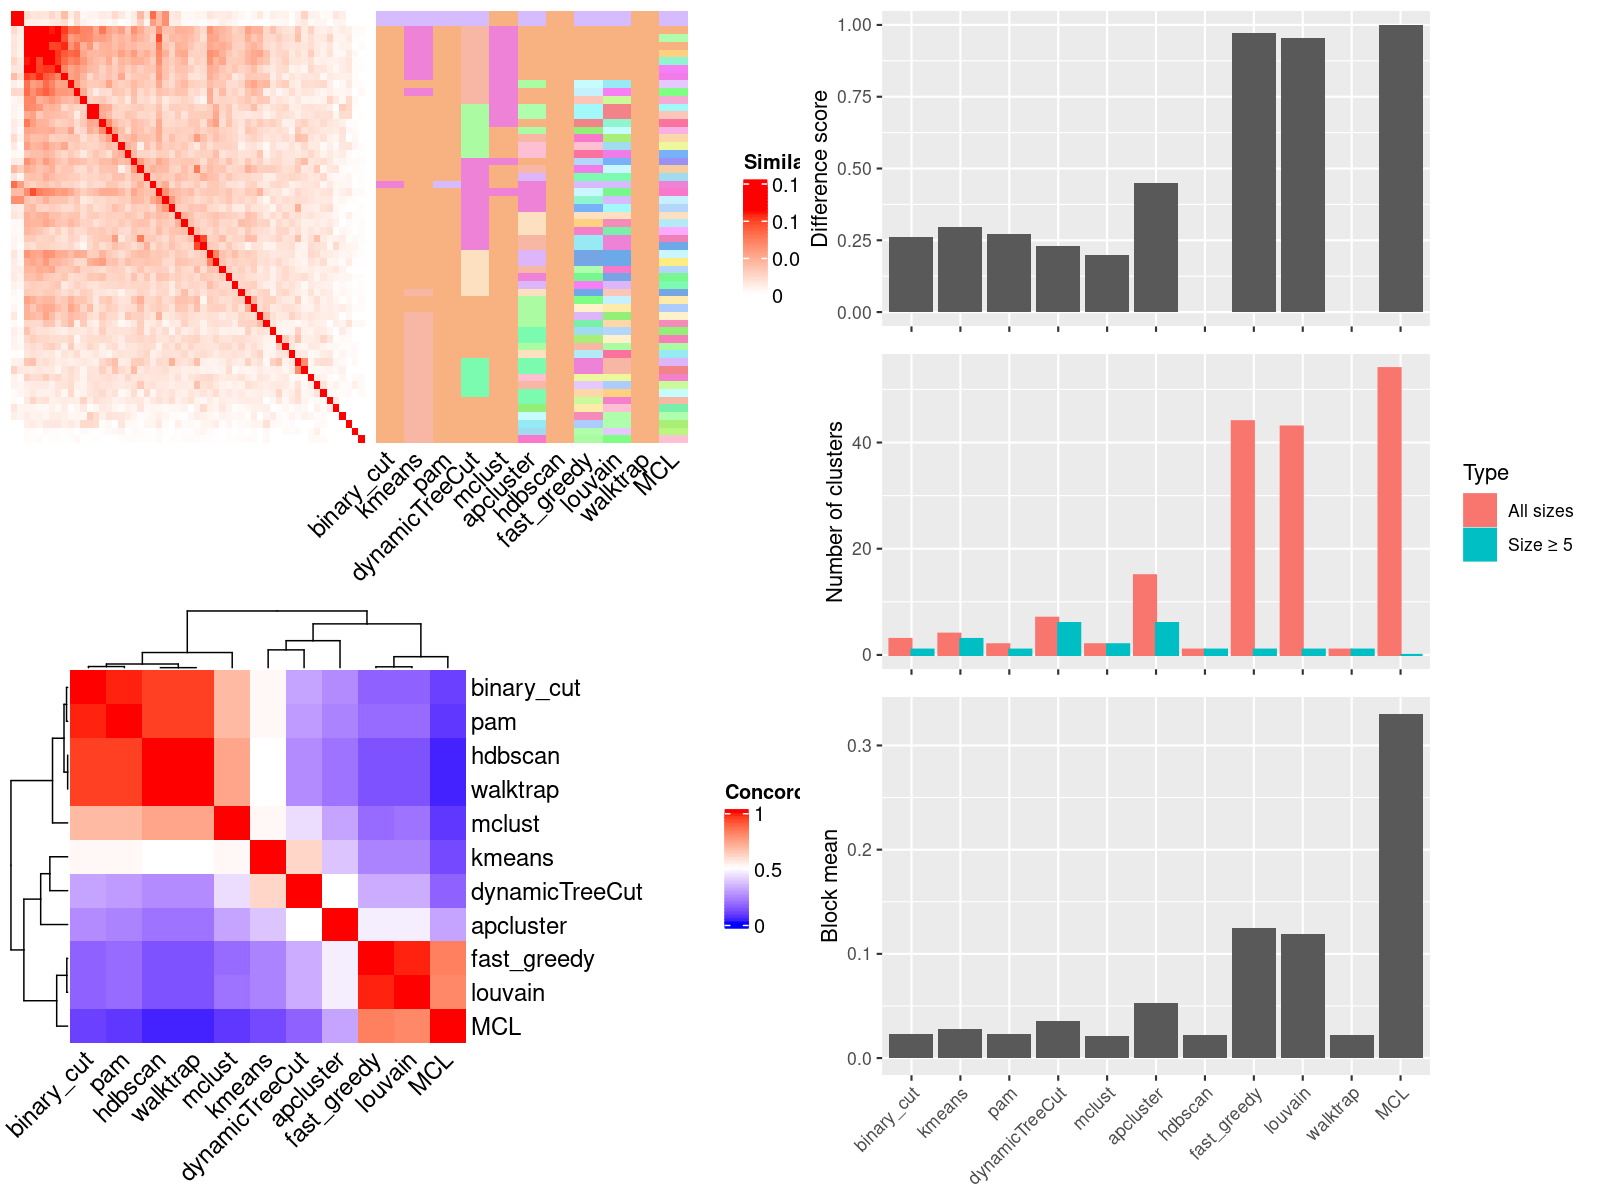 Simila
0.1
0.1
0.0
0
binary_cut
kmeans
pam
dynamicTreeCut
mclust
apcluster
hdbscan
fast_greedy
louvain
walktrap
MCL
binary_cut
pam
hdbscan
walktrap
mclust
kmeans
dynamicTreeCut
apcluster
fast_greedy
louvain
MCL
binary_cut
pam
hdbscan
walktrap
mclust
kmeans
dynamicTreeCut
apcluster
fast_greedy
louvain
MCL
Concord
1
0.5
0
Difference score
1.00
0.75
0.50
0.25
0.00
Number of clusters
40
20
0
Type
All sizes
Size ≥ 5
Block mean
0.3
0.2
0.1
0.0
binary_cut
kmeans
pam
dynamicTreeCut
mclust
apcluster
hdbscan
fast_greedy
louvain
walktrap
MCL